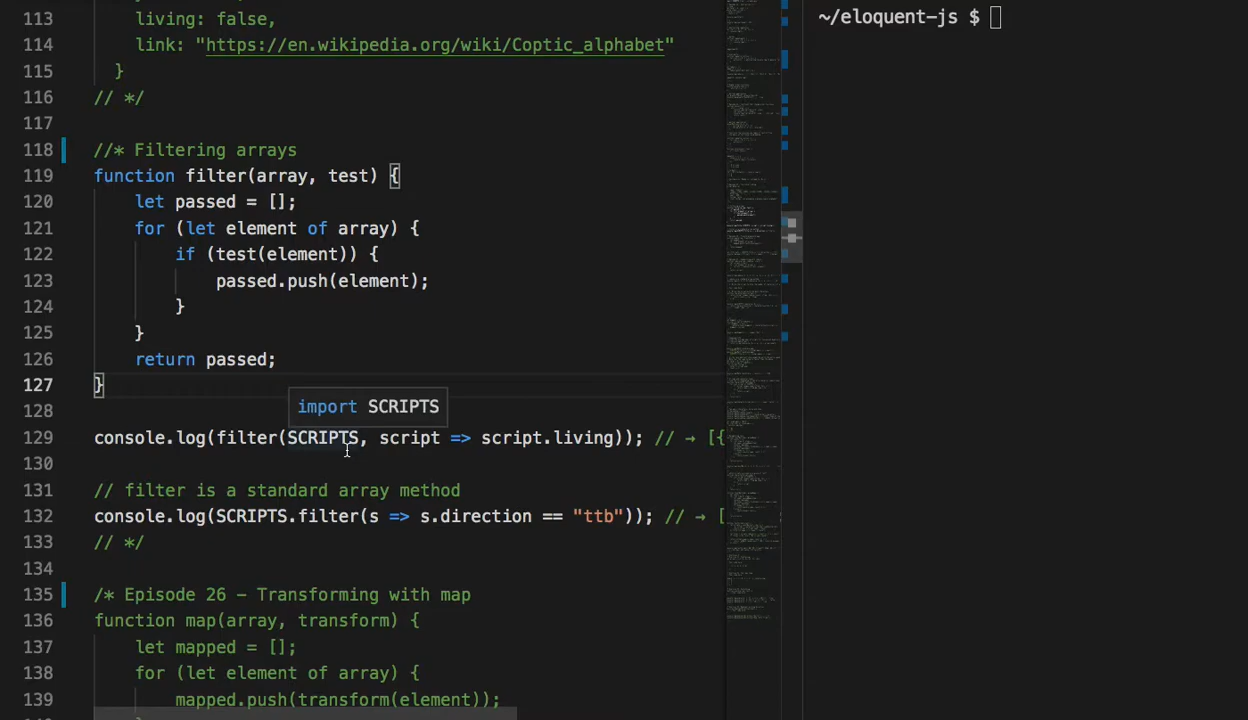 113 living: false,
114 link: "https://en.wikipedia.org/wiki/Coptic_alphabet"
115 }
116 // */
117
118 //* Filtering arrays
119 function filter(array, test) {
120 let passed = [];
121 for (let element of array) {
122 if (test(element)) {
123 passed.push(element);
124 }
125 }
126 return passed;
127 }
128
import SCRIPTS
129 console.log(filter(SCRIPTS, script => script.living)); // → [{
130
131 // filter is a standard array method
132 console.log(SCRIPTS.filter(s => s.direction == "ttb")); // → [
133 // */
134
135 /* Episode 26 - Transforming with map
136 function map(array, transform) {
137 let mapped = [];
138 for (let element of array) {
139 mapped.push(transform(element));
~/eloquent-js $